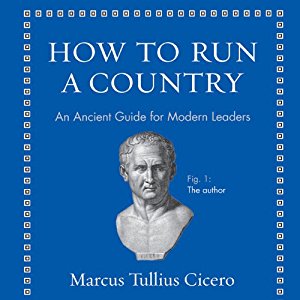 HOW TO RUN
A COUNTRY
An Ancient Guide for Modern Leaders
Fig. 1:
The author
Marcus Tullius Cicero